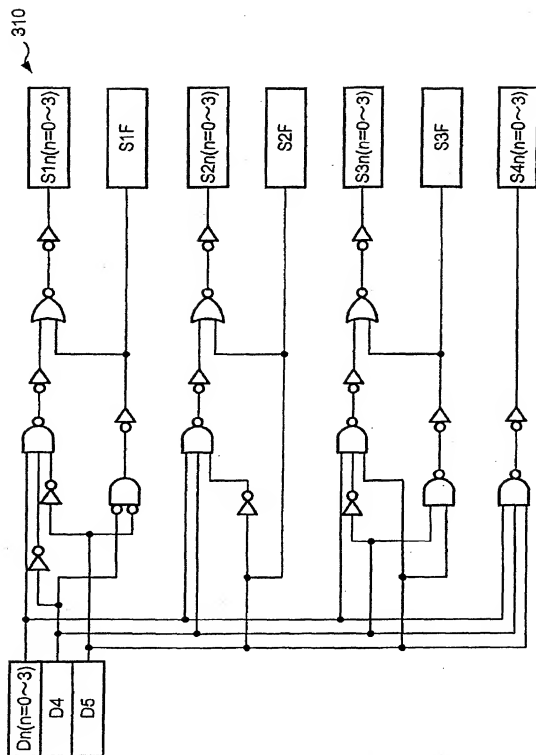 310
Dn(n=0~3)
D4
D5
S1n(n=0~3)
S1F
S2n(n=0~3)
S2F
S3n(n=0~3)
S3F
S4n(n=0~3)